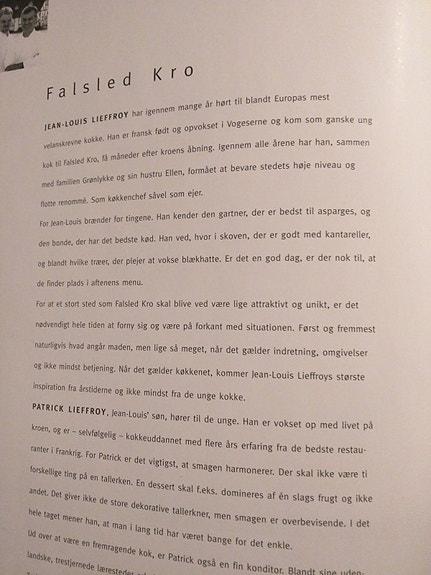 Falsled Kro
JEAN-LOUIS LIEFFROY har igennem mange år hørt til blandt Europas mest
velanskrevne kokke. Han er fransk født og opvokset i Vogeserne og kom som ganske ung
kok til Falsled Kro, få måneder efter kroens åbning. Igennem alle årene har han, sammen
med familien Grønlykke og sin hustru Ellen, formået at bevare stedets høje niveau og
flotte renommé. Som køkkenchef såvel som ejer.
For Jean-Louis brænder for tingene. Han kender den gartner, der er bedst til asparges, og
den bonde, der har det bedste kød. Han ved, hvor i skoven, der er godt med kantareller,
og blandt hvilke træer, der plejer at vokse blækhatte. Er det en god dag, er der nok til, at
de finder plads i aftenens menu.
For at et stort sted som Falsled Kro skal blive ved være lige attraktivt og unikt, er det
nødvendigt hele tiden at forny sig og være på forkant med situationen. Først og fremmest
naturligvis hvad angår maden, men lige så meget, når det gælder indretning, omgivelser
og ikke mindst betjening. Når det gælder køkkenet, kommer Jean-Louis Lieffroys største
inspiration fra årstiderne og ikke mindst fra de unge kokke.
PATRICK LIEFFROY, Jean-Louis' søn, hører til de unge. Han er vokset op med livet på
kroen, og er – selvfølgelig – kokkeuddannet med flere års erfaring fra de bedste restau-
ranter i Frankrig. For Patrick er det vigtigst, at smagen harmonerer. Der skal ikke være ti
forskellige ting på en tallerken. En dessert skal f.eks. domineres af én slags frugt og ikke
andet. Det giver ikke de store dekorative tallerkner, men smagen er overbevisende. I det
hele taget mener han, at man i lang tid har været bange for det enkle.
Ud over at være en fremragende kok, er Patrick også en fin konditor. Blandt sine uden-
landske, trestjernede læresteder